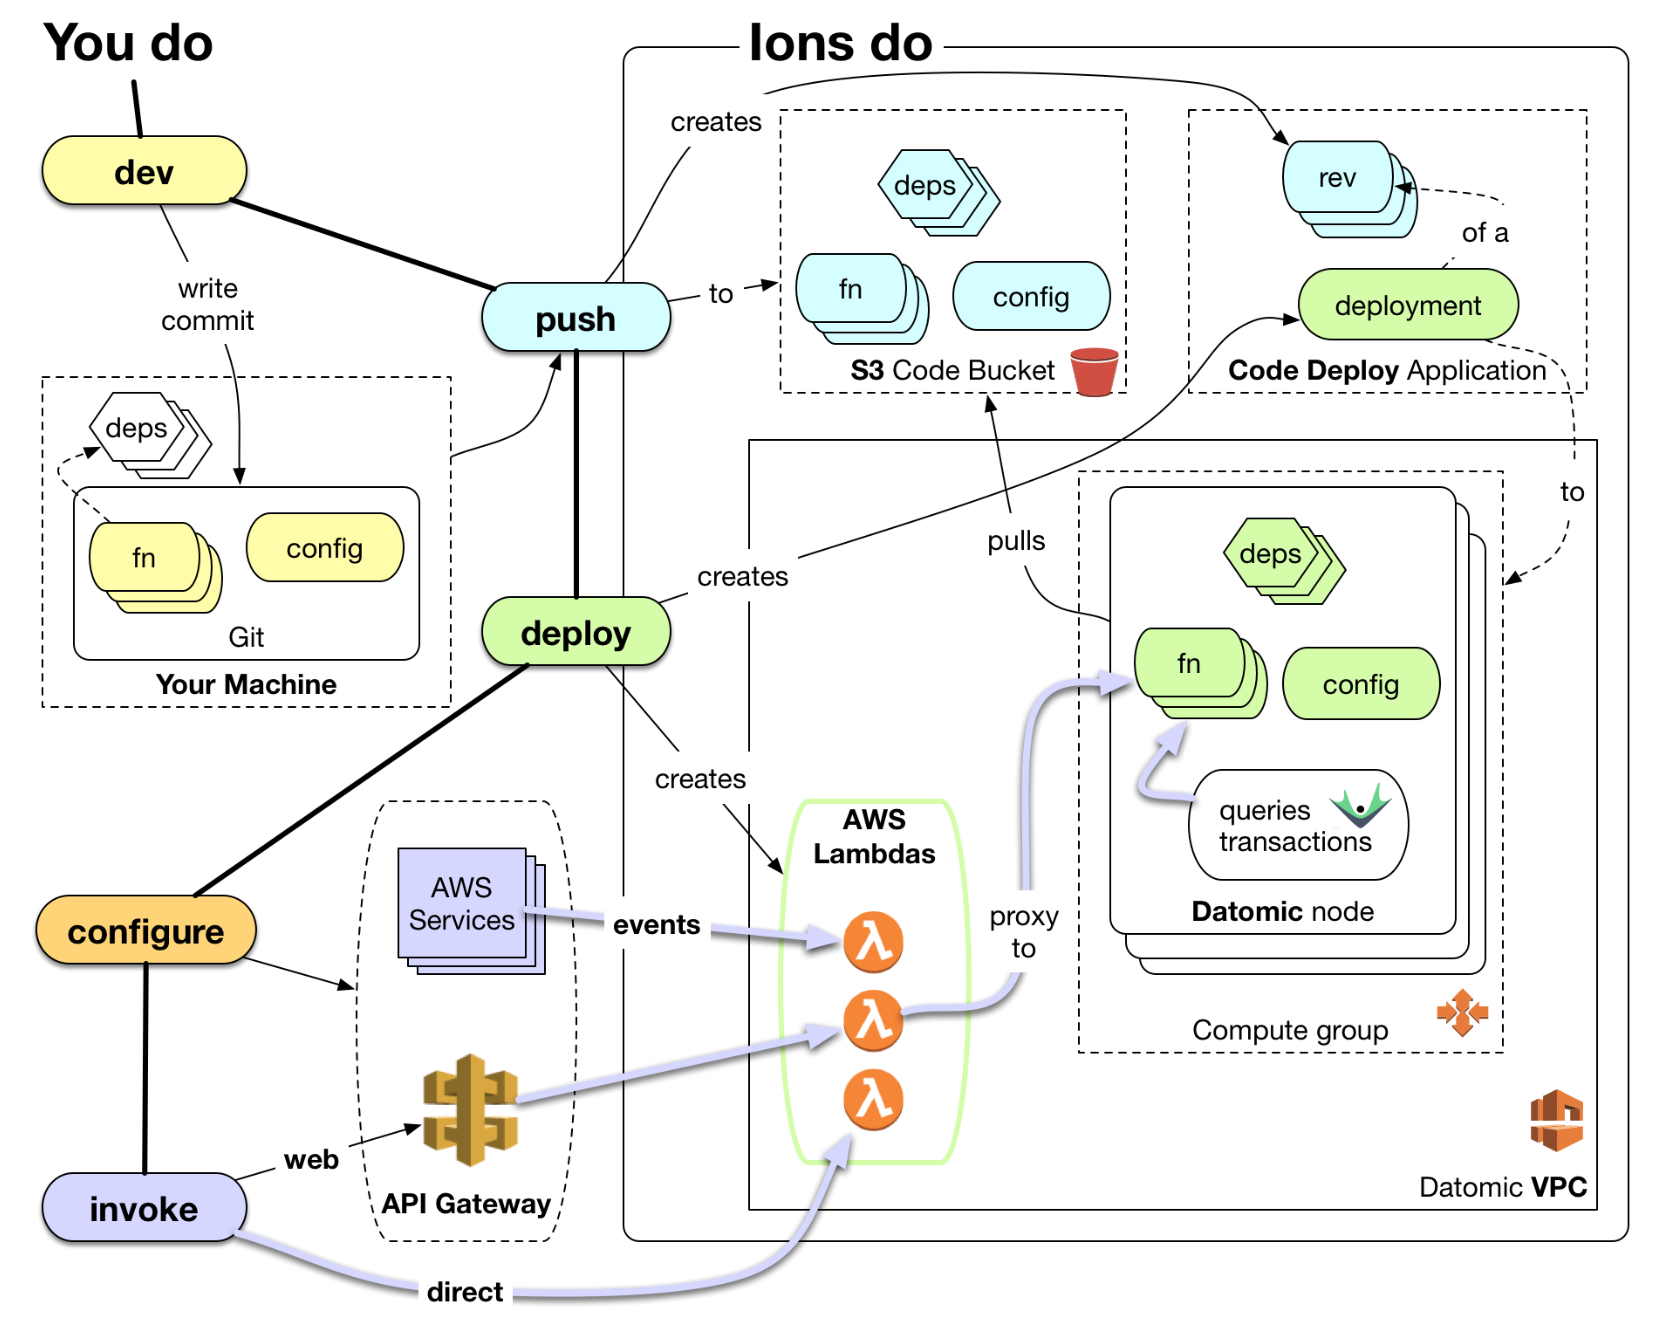 You do
Ions do
dev
creates
deps
rev
of a
write
commit
push
to
fn
config
deployment
S3 Code Bucket
Code Deploy Application
deps
fn
config
Git
Your Machine
to
pulls
deps
creates
deploy
fn
config
creates
queries
transactions
Datomic node
AWS
Lambdas
λ
λ
λ
proxy
to
Compute group
AWS
Services
events
configure
web
API Gateway
invoke
direct
Datomic VPC